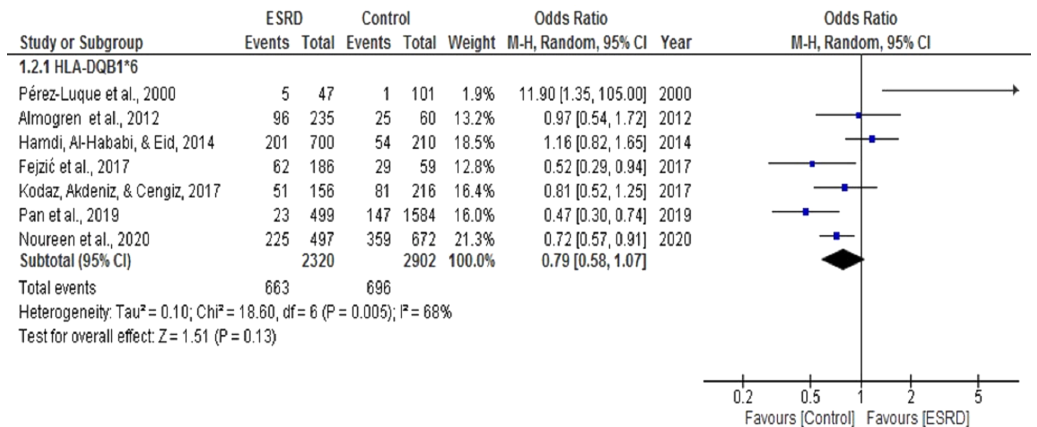 ESRD Control Odds Ratio Odds Ratio
Study or Subgroup Events Total Events Total Weight M-H, Random, 95% CI Year M-H, Random, 95% CI
1.2.1 HLA-DQB1*6
Pérez-Luque et al., 2000 5 47 1 101 1.9% 11.90 [1.35, 105.00] 2000
Almogren et al., 2012 96 235 25 60 13.2% 0.97 [0.54, 1.72] 2012
Hamdi, Al-Hababi, & Eid, 2014 201 700 54 210 18.5% 1.16 [0.82, 1.65] 2014
Fejzić et al., 2017 62 186 29 59 12.8% 0.52 [0.29, 0.94] 2017
Kodaz, Akdeniz, & Cengiz, 2017 51 156 81 216 16.4% 0.81 [0.52, 1.25] 2017
Pan et al., 2019 23 499 147 1584 16.0% 0.47 [0.30, 0.74] 2019
Noureen et al., 2020 225 497 359 672 21.3% 0.72 [0.57, 0.91] 2020
Subtotal (95% CI) 2320 2902 100.0% 0.79 [0.58, 1.07]
Total events 663 696
Heterogeneity: Tau² = 0.10; Chi² = 18.60, df = 6 (P = 0.005); I² = 68%
Test for overall effect: Z = 1.51 (P = 0.13)
0.2 0.5 1 2 5
Favours [Control] Favours [ESRD]